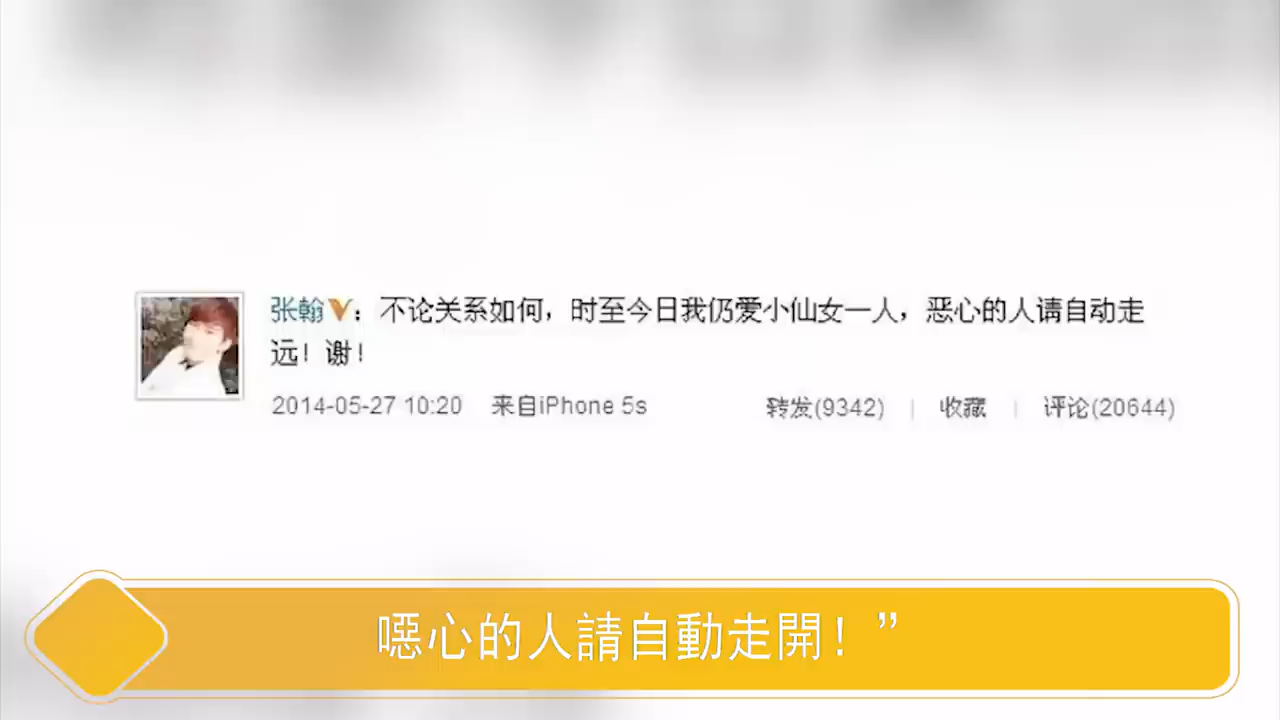 张翰V：不论关系如何，时至今日我仍爱小仙女一人，恶心的人请自动走
远！谢！
2014-05-27 10:20 来自iPhone 5s 转发(9342) | 收藏 | 评论(20644)
噁心的人請自動走開！”